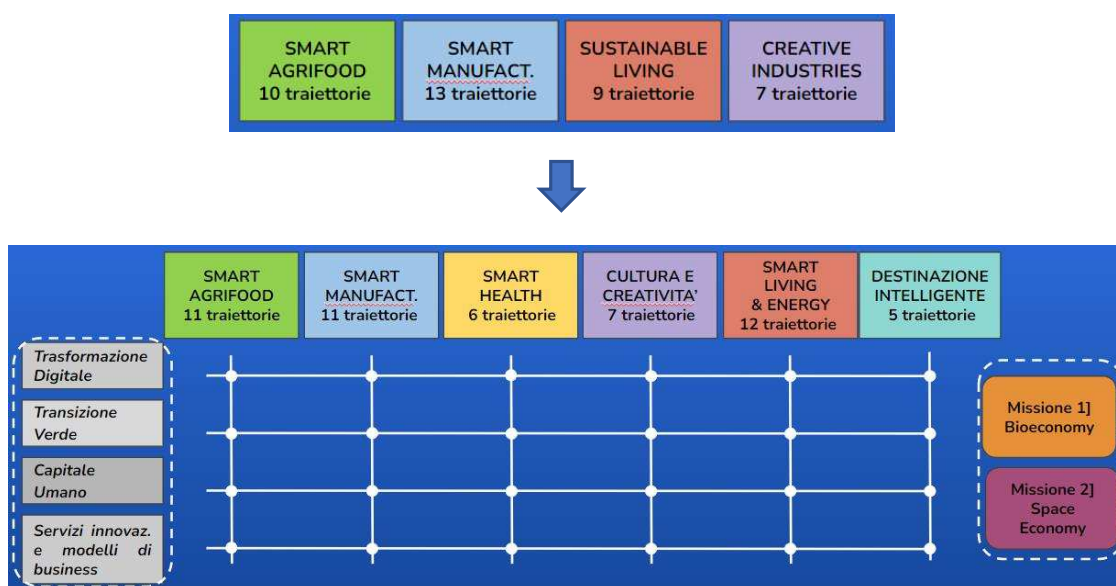 SMART
AGRIFOOD
10 traiettorie
SMART
MANUFACT.
13 traiettorie
SUSTAINABLE
LIVING
9 traiettorie
CREATIVE
INDUSTRIES
7 traiettorie
SMART
AGRIFOOD
11 traiettorie
SMART
MANUFACT.
11 traiettorie
SMART
HEALTH
6 traiettorie
CULTURA E
CREATIVITA'
7 traiettorie
SMART
LIVING
& ENERGY
12 traiettorie
DESTINAZIONE
INTELLIGENTE
5 traiettorie
Trasformazione
Digitale
Transizione
Verde
Capitale
Umano
Servizi innovaz.
e modelli di
business
Missione 1]
Bioeconomy
Missione 2]
Space
Economy